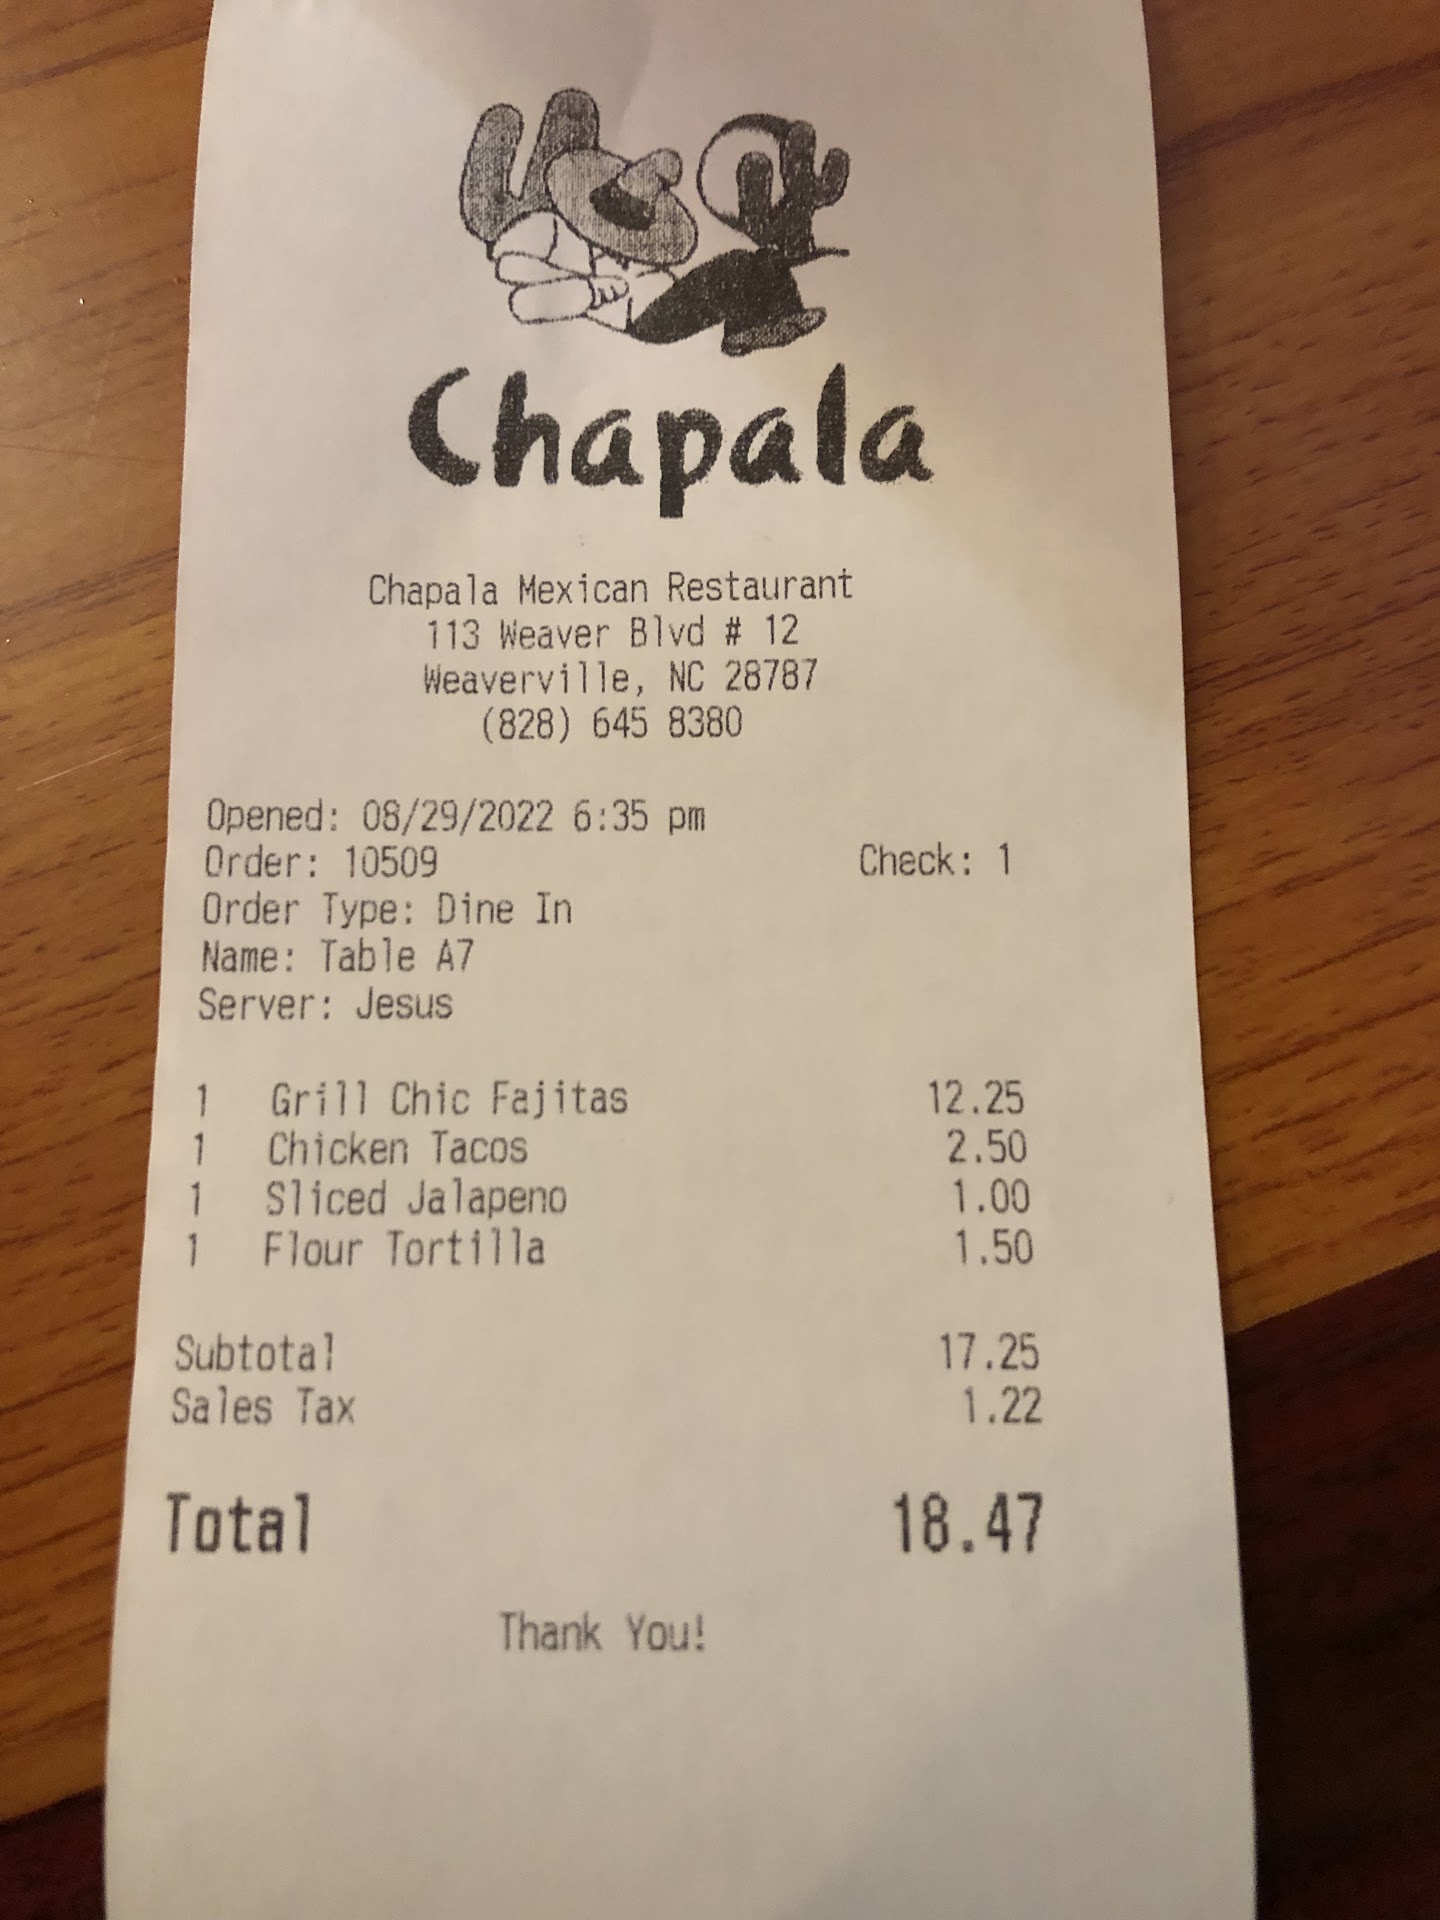 Chapala
Chapala Mexican Restaurant
113 Weaver Blvd # 12
Weaverville, NC 28787
(828) 645 8380
Opened: 08/29/2022 6:35 pm
Order: 10509 Check: 1
Order Type: Dine In
Name: Table A7
Server: Jesus
1 Grill Chic Fajitas 12.25
1 Chicken Tacos 2.50
1 Sliced Jalapeno 1.00
1 Flour Tortilla 1.50
Subtotal 17.25
Sales Tax 1.22
Total 18.47
Thank You!